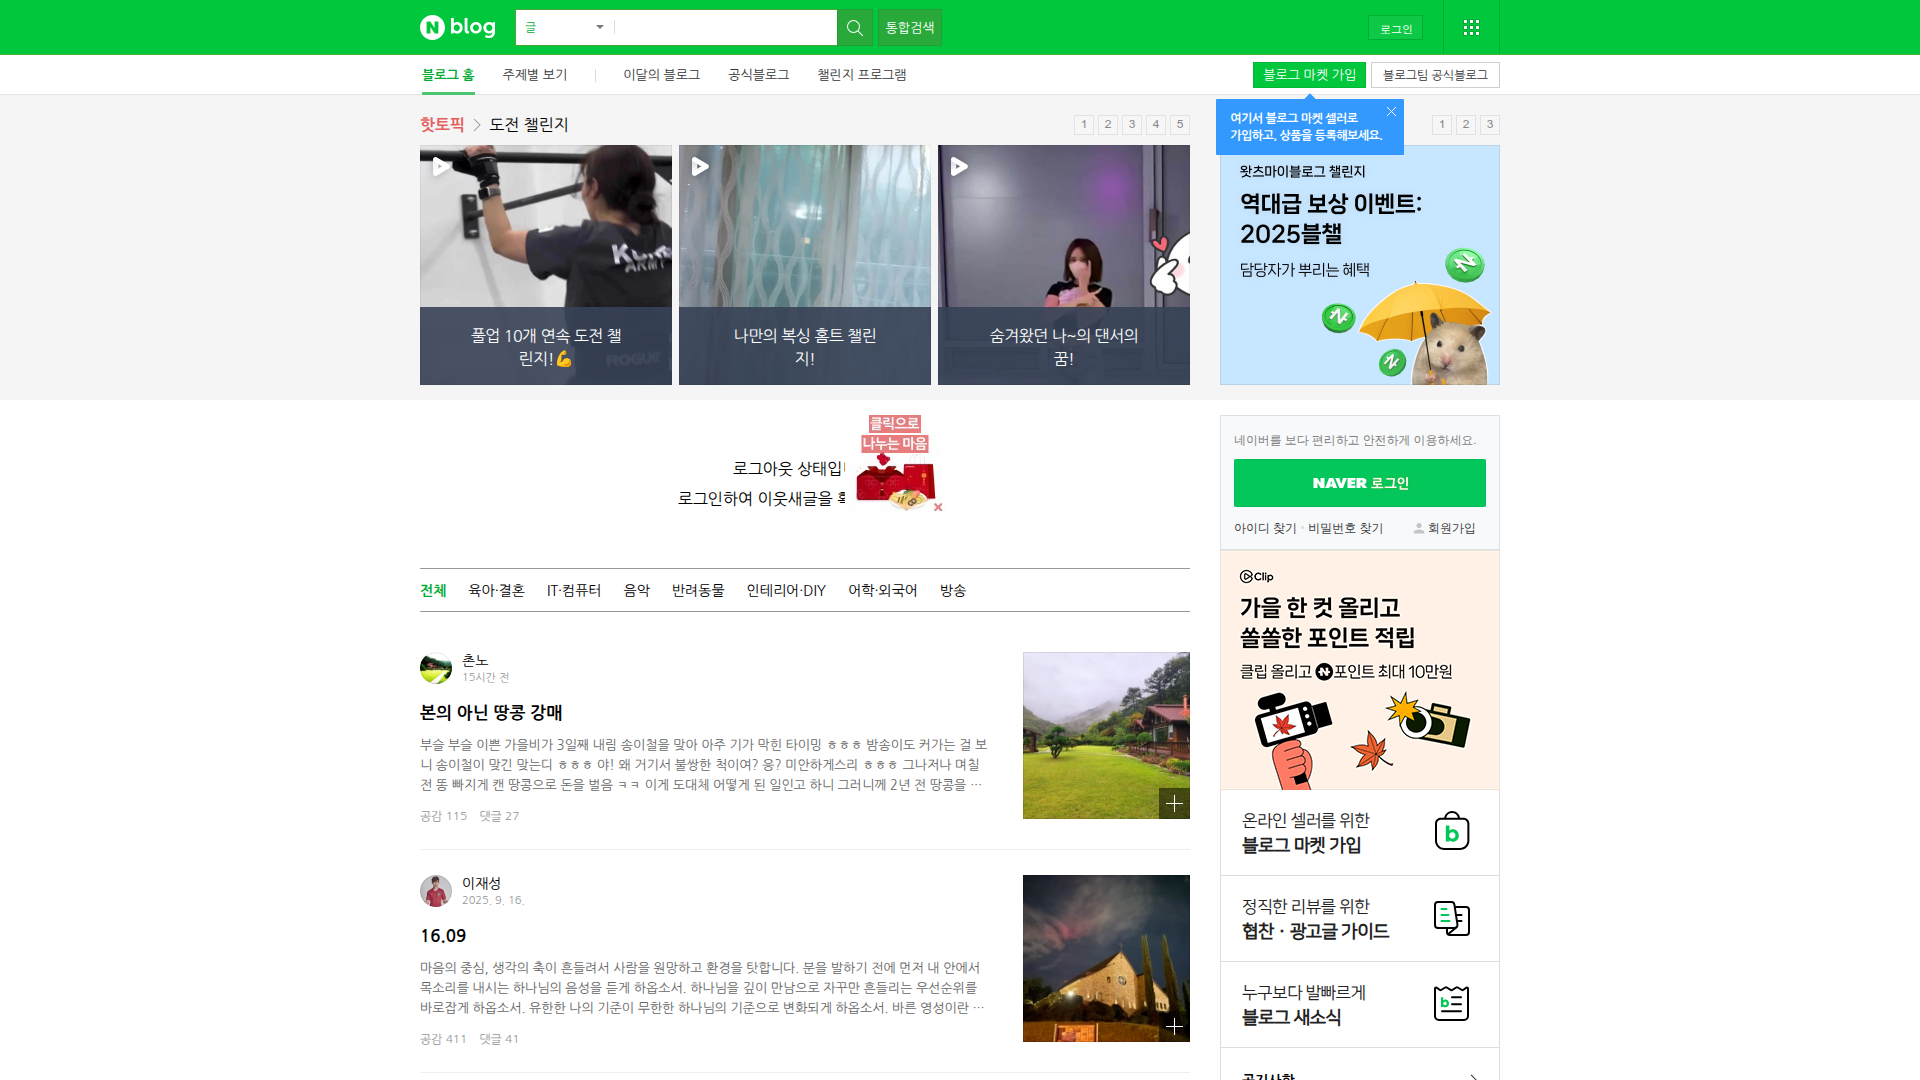 blog
글
통합검색
로그인
블로그 홈
주제별 보기
이달의 블로그
공식블로그
챌린지 프로그램
블로그 마켓 가입
블로그팀 공식블로그
여기서 블로그 마켓 셀러로
가입하고, 상품을 등록해보세요.
핫토픽
도전 챌린지
1 2 3 4 5
1 2 3
풀업 10개 연속 도전 챌
린지!💪
나만의 복싱 홈트 챌린
지!
숨겨왔던 나~의 댄서의
꿈!
왓츠마이블로그 챌린지
역대급 보상 이벤트:
2025블챌
담당자가 뿌리는 혜택
로그아웃 상태입
로그인하여 이웃새글을
클릭으로
나누는 마음
네이버를 보다 편리하고 안전하게 이용하세요.
NAVER 로그인
아이디 찾기 · 비밀번호 찾기
회원가입
Clip
가을 한 컷 올리고
쏠쏠한 포인트 적립
클립 올리고 N포인트 최대 10만원
전체
육아·결혼
IT·컴퓨터
음악
반려동물
인테리어·DIY
어학·외국어
방송
촌노
15시간 전
본의 아닌 땅콩 강매
부슬 부슬 이쁜 가을비가 3일째 내림 송이철을 맞아 아주 기가 막힌 타이밍 ㅎㅎㅎ 밤송이도 커가는 걸 보
니 송이철이 맞긴 맞는디 ㅎㅎㅎ 야! 왜 거기서 불쌍한 척이여? 응? 미안하게스리 ㅎㅎㅎ 그나저나 며칠
전 똥 빠지게 캔 땅콩으로 돈을 벌음 ㅋㅋ 이게 도대체 어떻게 된 일인고 하니 그러니께 2년 전 땅콩을 …
공감 115 댓글 27
이재성
2025. 9. 16.
16.09
마음의 중심, 생각의 축이 흔들려서 사람을 원망하고 환경을 탓합니다. 분을 발하기 전에 먼저 내 안에서
목소리를 내시는 하나님의 음성을 듣게 하옵소서. 하나님을 깊이 만남으로 자꾸만 흔들리는 우선순위를
바로잡게 하옵소서. 유한한 나의 기준이 무한한 하나님의 기준으로 변화되게 하옵소서. 바른 영성이란 …
공감 411 댓글 41
온라인 셀러를 위한
블로그 마켓 가입
정직한 리뷰를 위한
협찬 · 광고글 가이드
누구보다 발빠르게
블로그 새소식
공지사항